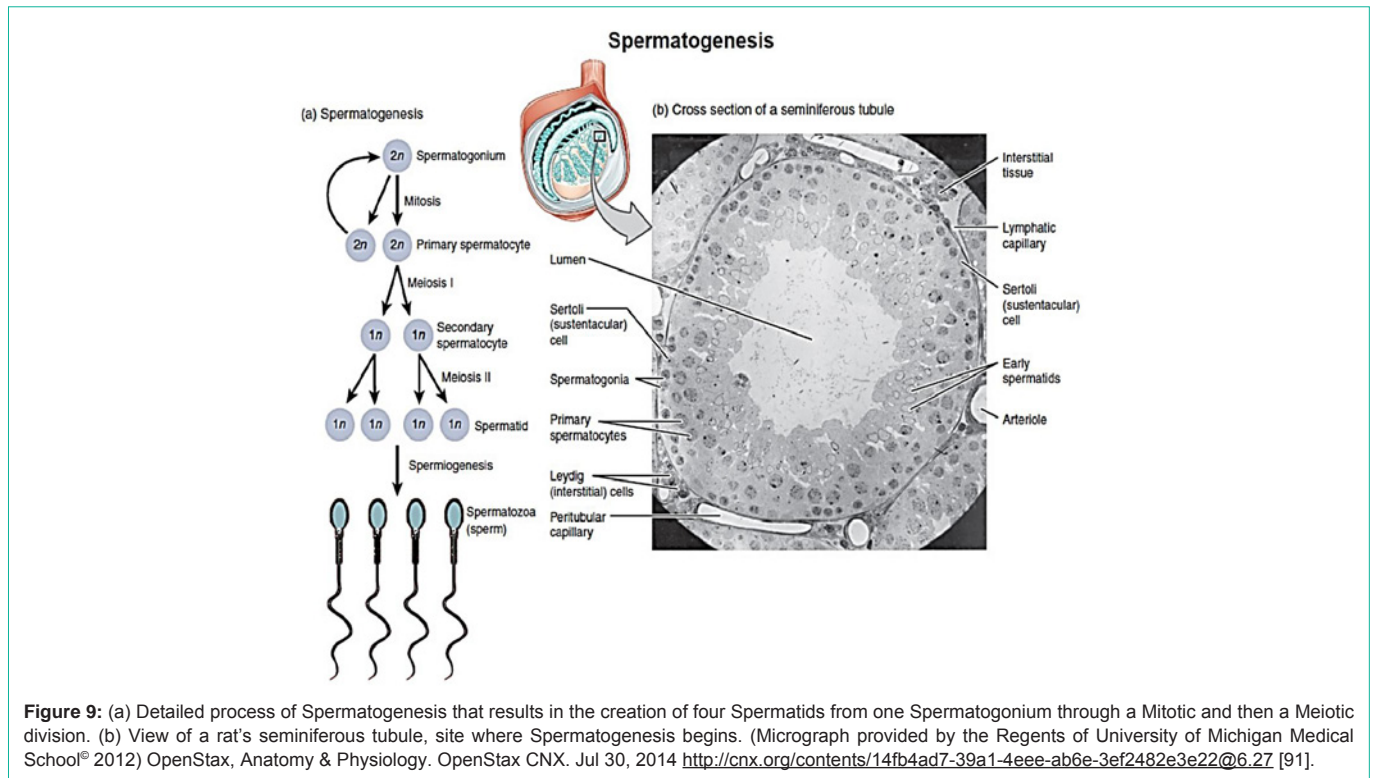 Spermatogenesis
(a) Spermatogenesis
2n
Spermatogonium
Mitosis
2n
2n
Primary spermatocyte
Meiosis I
1n
1n
Secondary
spermatocyte
Meiosis II
1n
1n
1n
1n
Spermatid
Spermiogenesis
Spermatozoa
(sperm)
(b) Cross section of a seminiferous tubule
Lumen
Sertoli
(sustentacular)
cell
Spermatogonia
Primary
spermatocytes
Leydig
(interstitial) cells
Peritubular
capillary
Interstitial
tissue
Lymphatic
capillary
Sertoli
(sustentacular)
cell
Early
spermatids
Arteriole
Figure 9: (a) Detailed process of Spermatogenesis that results in the creation of four Spermatids from one Spermatogonium through a Mitotic and then a Meiotic
division. (b) View of a rat's seminiferous tubule, site where Spermatogenesis begins. (Micrograph provided by the Regents of University of Michigan Medical
School© 2012) OpenStax, Anatomy & Physiology. OpenStax CNX. Jul 30, 2014 http://cnx.org/contents/14fb4ad7-39a1-4eee-ab6e-3ef2482e3e22@6.27 [91].